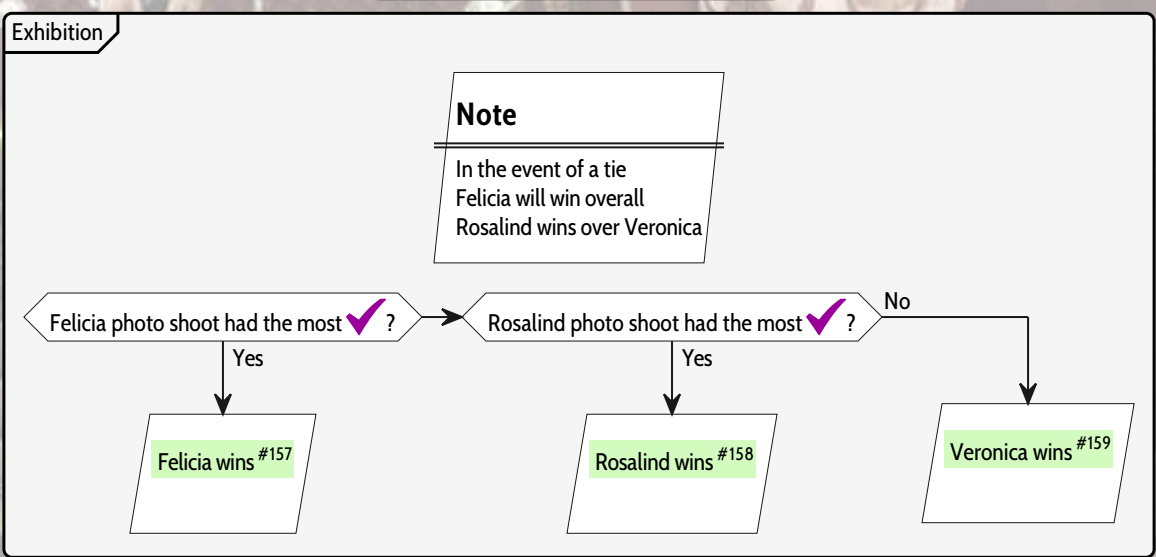 Exhibition
Note
In the event of a tie
Felicia will win overall
Rosalind wins over Veronica
Felicia photo shoot had the most ✔ ?
Rosalind photo shoot had the most ✔ ?
No
Yes
Yes
Felicia wins #157
Rosalind wins #158
Veronica wins #159